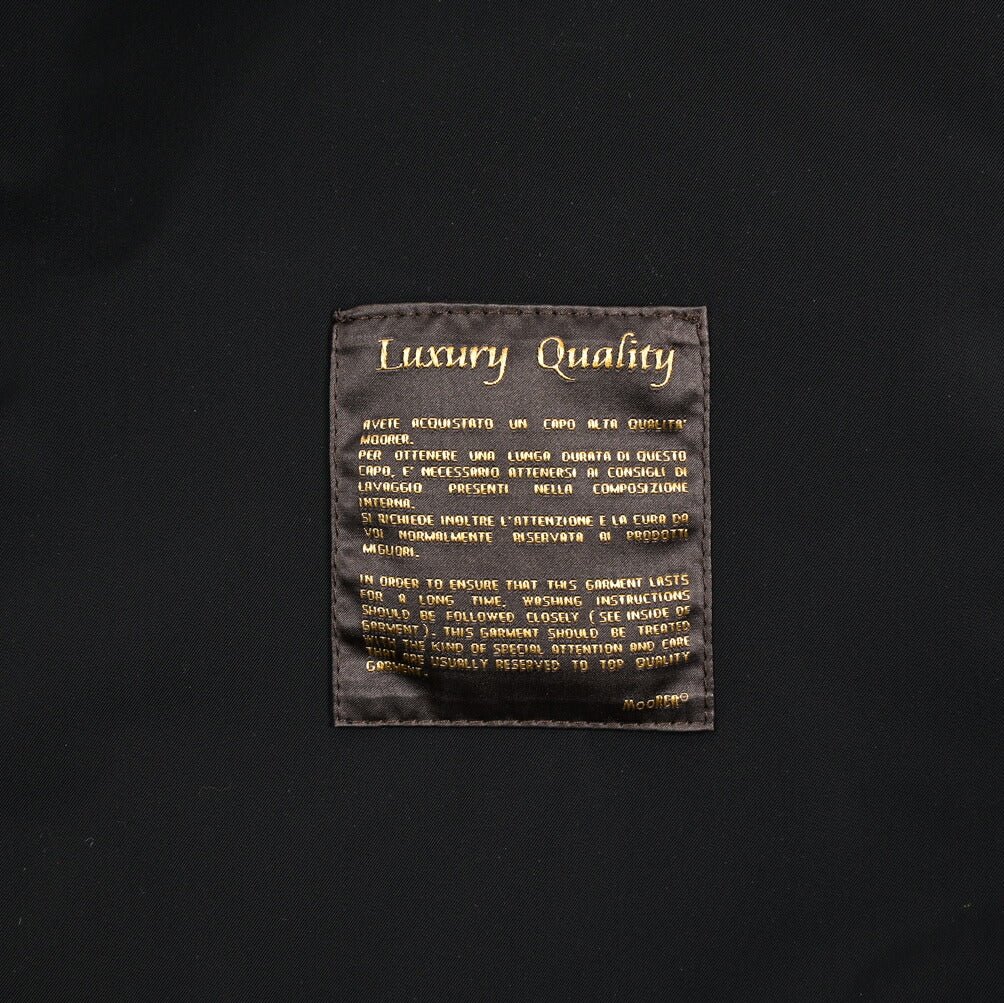 Luxury Quality
AVETE ACQUISTATO UN CAPO ALTA QUALITA'
MOORER.
PER OTTENERE UNA LUNGA DURATA DI QUESTO
CAPO, E' NECESSARIO ATTENERSI AI CONSIGLI DI
LAVAGGIO PRESENTI NELLA COMPOSIZIONE
INTERNA.
SI RICHIEDE INOLTRE L'ATTENZIONE E LA CURA DA
VOI NORMALMENTE RISERVATA AI PRODOTTI
MIGLIORI.
IN ORDER TO ENSURE THAT THIS GARMENT LASTS
FOR A LONG TIME, WASHING INSTRUCTIONS
SHOULD BE FOLLOWED CLOSELY (SEE INSIDE OF
GARMENT). THIS GARMENT SHOULD BE TREATED
WITH THE KIND OF SPECIAL ATTENTION AND CARE
THAT ARE USUALLY RESERVED TO TOP QUALITY
GARMENT.
MOORER®